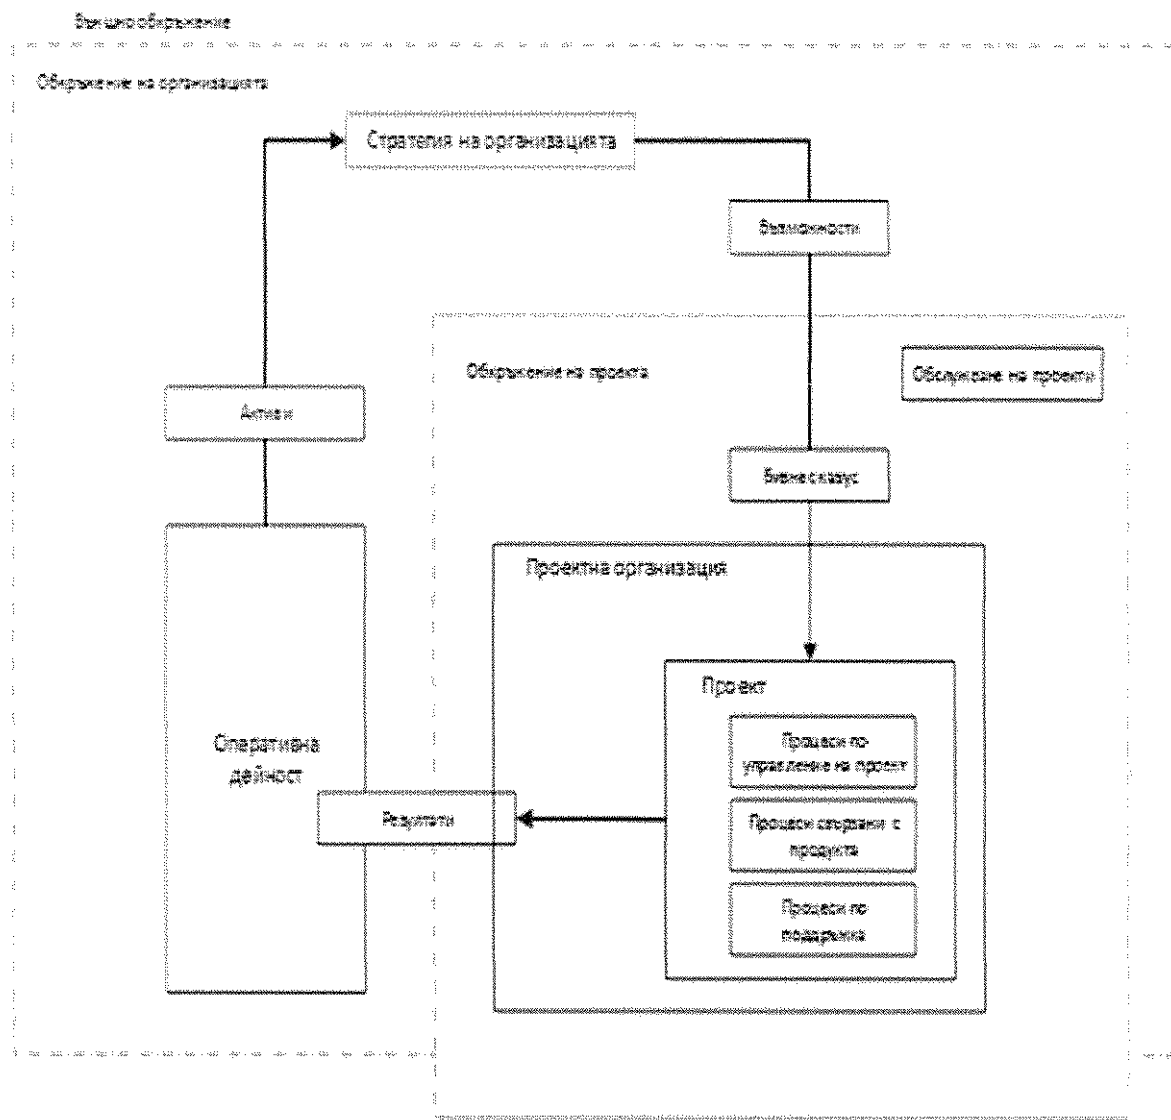 Външно обкръжение
Обкръжение на организацията
Стратегия на организацията
Възможности
Обкръжение на проекта
Обслужване на проекти
Активи
Бизнес казус
Проектна организация
Проект
Процеси по
управление на проект
Оперативна
дейност
Резултати
Процеси свързани с
продукта
Процеси по
поддръжка